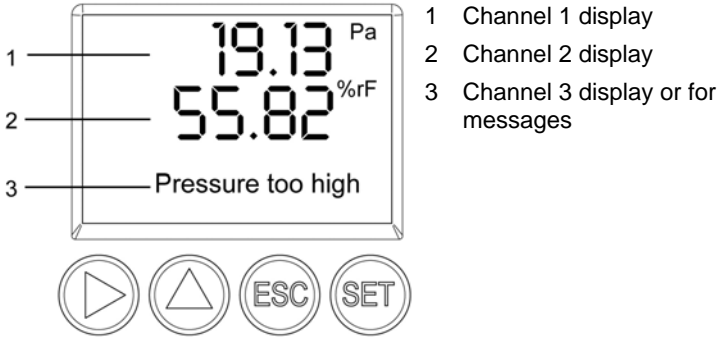 1
19.13 Pa
2
55.82 %rF
3
Pressure too high
ESC SET
1 Channel 1 display
2 Channel 2 display
3 Channel 3 display or for
messages